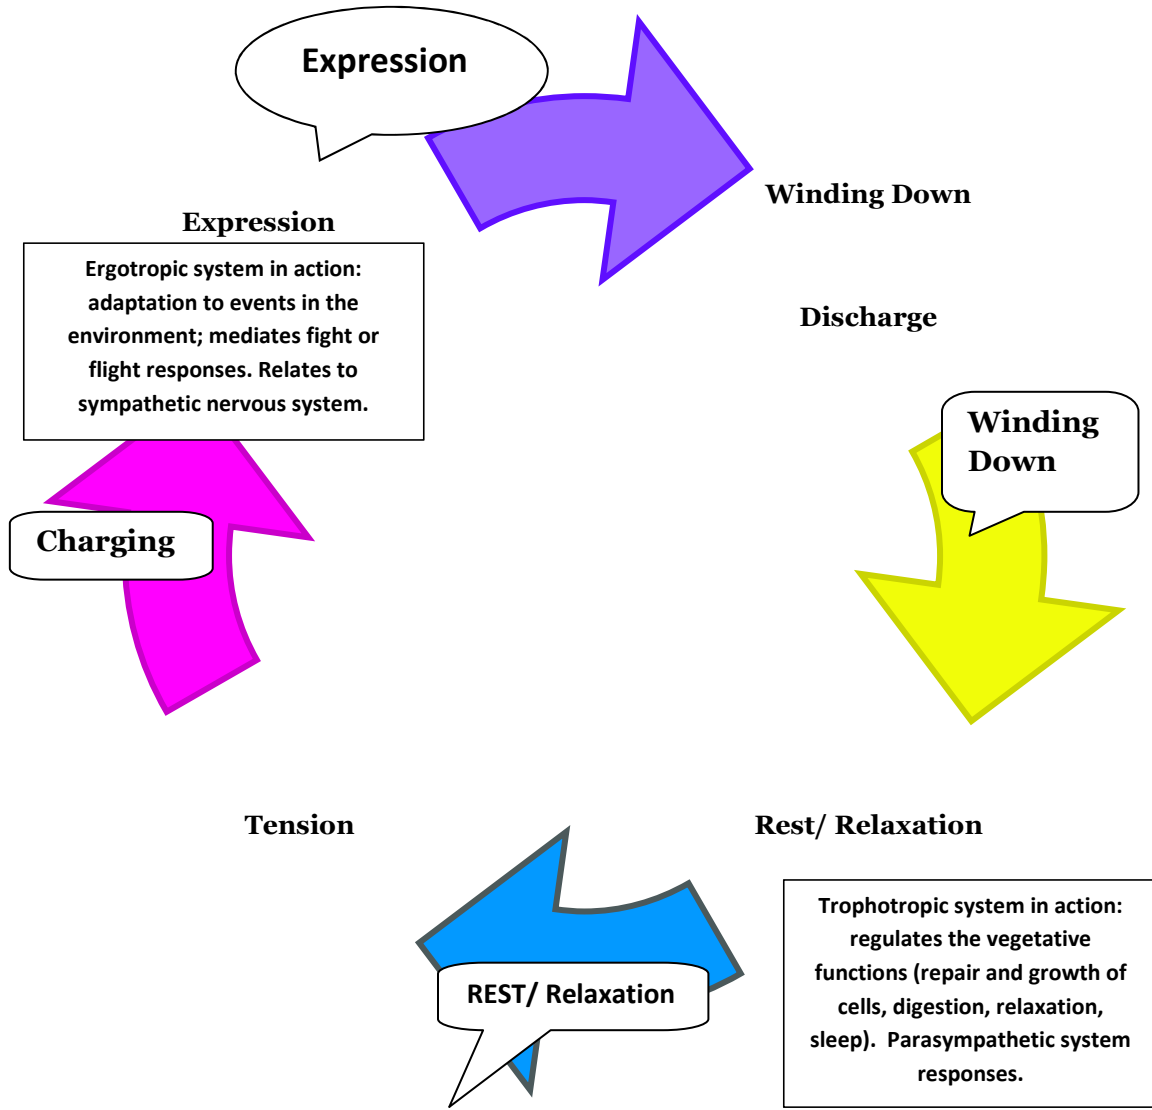 Expression
Winding Down
Expression
Ergotropic system in action:
adaptation to events in the
environment; mediates fight or
flight responses. Relates to
sympathetic nervous system.
Discharge
Winding
Down
Charging
Tension
Rest/ Relaxation
REST/ Relaxation
Trophotropic system in action:
regulates the vegetative
functions (repair and growth of
cells, digestion, relaxation,
sleep).  Parasympathetic system
responses.